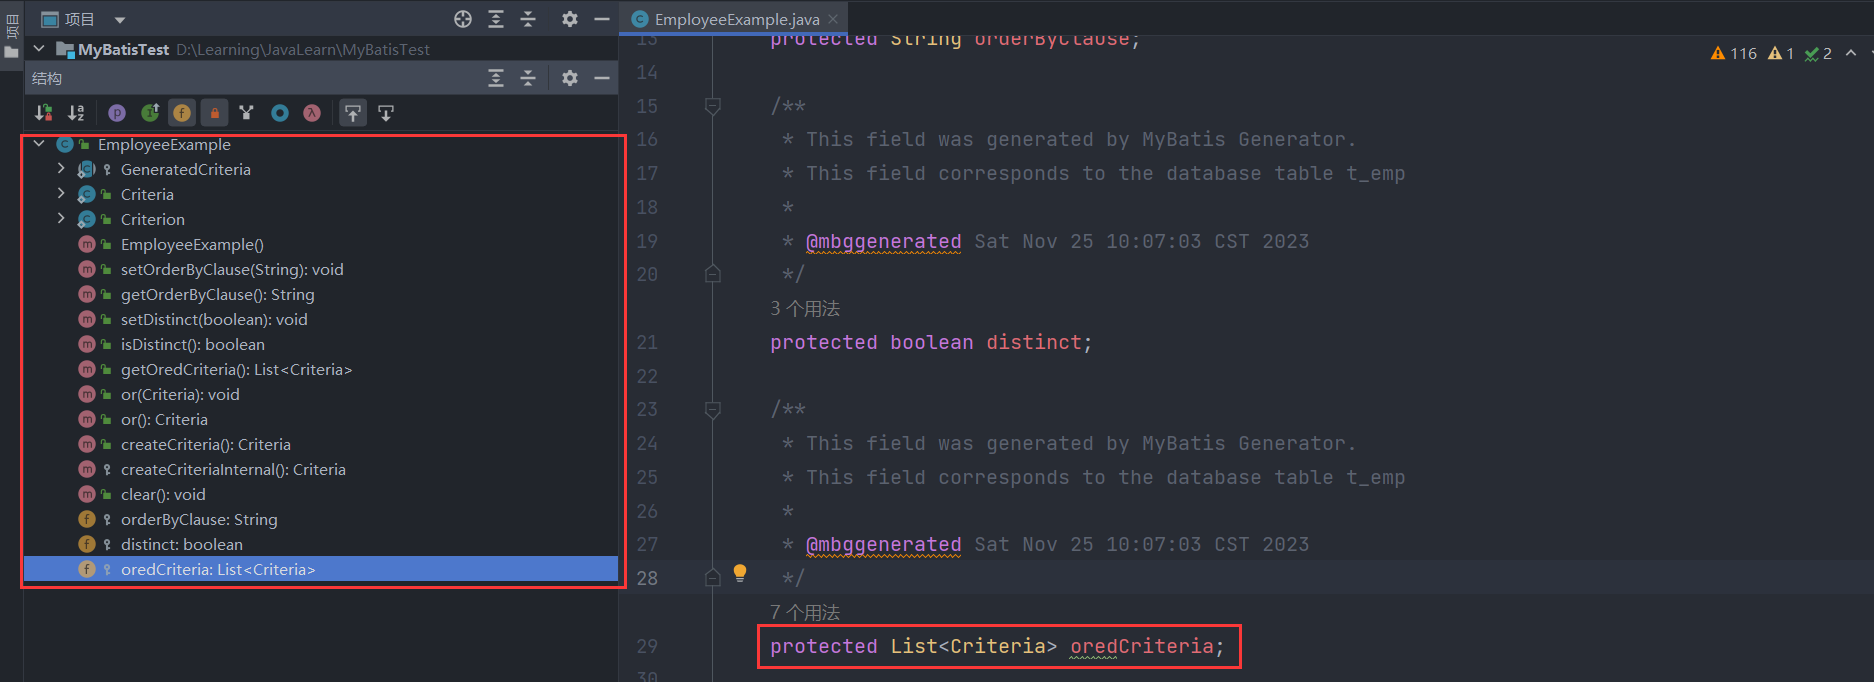 项目
项目
MyBatisTest D:\Learning\JavaLearn\MyBatisTest
结构
EmployeeExample
GeneratedCriteria
Criteria
Criterion
EmployeeExample()
setOrderByClause(String): void
getOrderByClause(): String
setDistinct(boolean): void
isDistinct(): boolean
getOredCriteria(): List<Criteria>
or(Criteria): void
or(): Criteria
createCriteria(): Criteria
createCriteriaInternal(): Criteria
clear(): void
orderByClause: String
distinct: boolean
oredCriteria: List<Criteria>
EmployeeExample.java
116 1 2
13 protected String orderByClause;
14
15 /**
16 * This field was generated by MyBatis Generator.
17 * This field corresponds to the database table t_emp
18 *
19 * @mbggenerated Sat Nov 25 10:07:03 CST 2023
20 */
3 个用法
21 protected boolean distinct;
22
23 /**
24 * This field was generated by MyBatis Generator.
25 * This field corresponds to the database table t_emp
26 *
27 * @mbggenerated Sat Nov 25 10:07:03 CST 2023
28 */
7 个用法
29 protected List<Criteria> oredCriteria;
30